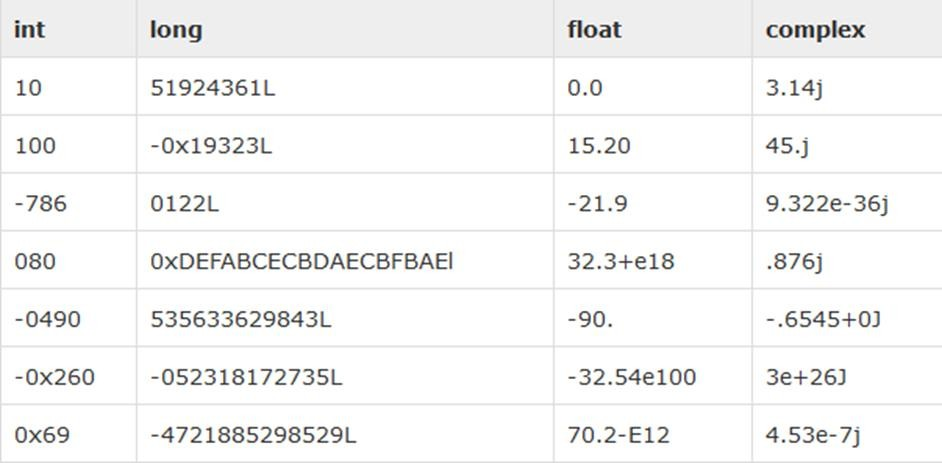 int long float complex
10 51924361L 0.0 3.14j
100 -0x19323L 15.20 45.j
-786 0122L -21.9 9.322e-36j
080 0xDEFABCECBDAECBFBAEl 32.3+e18 .876j
-0490 535633629843L -90. -.6545+0J
-0x260 -052318172735L -32.54e100 3e+26J
0x69 -4721885298529L 70.2-E12 4.53e-7j